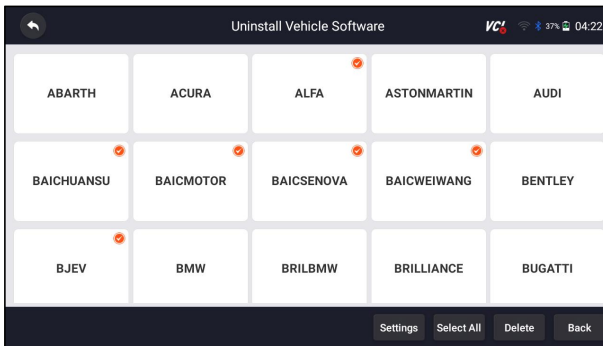 Uninstall Vehicle Software VCI 37% 04:22
ABARTH ACURA ALFA ASTONMARTIN AUDI
BAICHUANSU BAICMOTOR BAICSENOVA BAICWEIWANG BENTLEY
BJEV BMW BRILBMW BRILLIANCE BUGATTI
Settings Select All Delete Back